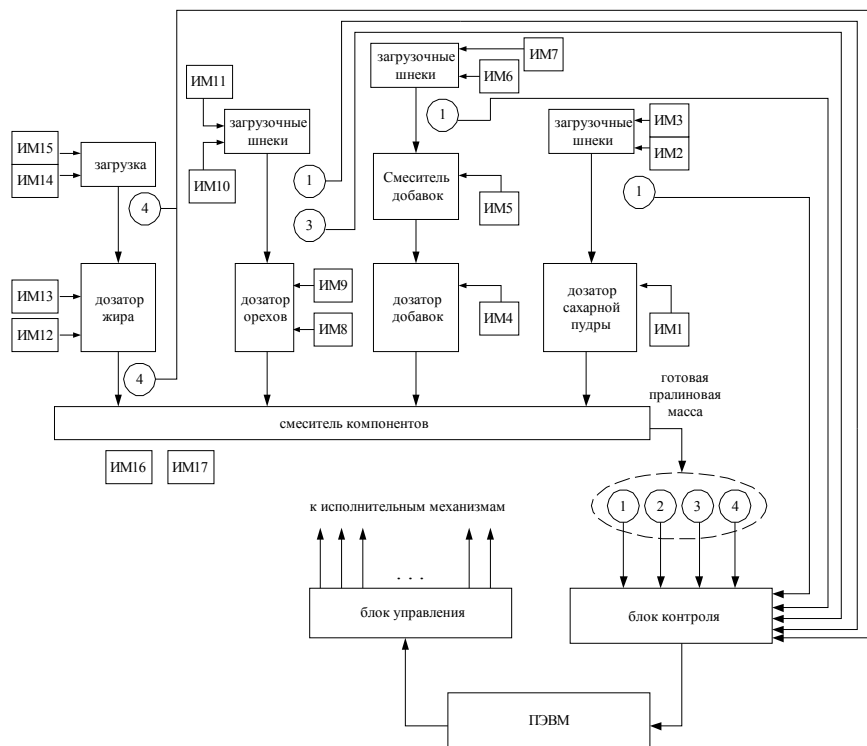 загрузочные
шнеки
ИМ7
ИМ6
ИМ11
загрузочные
шнеки
ИМ10
1
загрузочные
шнеки
ИМ3
ИМ2
ИМ15
ИМ14
загрузка
4
1
3
Смеситель
добавок
ИМ5
1
ИМ13
ИМ12
дозатор
жира
дозатор
орехов
ИМ9
ИМ8
дозатор
добавок
ИМ4
дозатор
сахарной
пудры
ИМ1
4
готовая
пралиновая
масса
смеситель компонентов
ИМ16
ИМ17
к исполнительным механизмам
1
2
3
4
. . .
блок управления
блок контроля
ПЭВМ